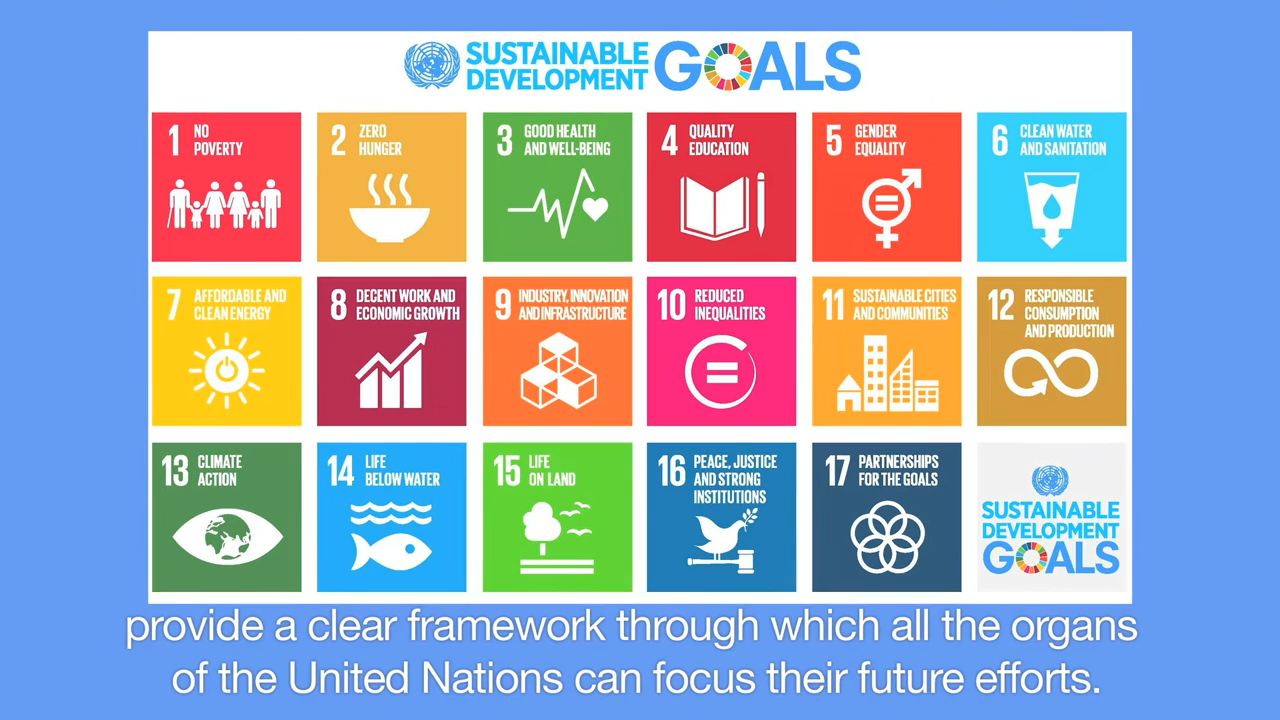 SUSTAINABLE
DEVELOPMENT
GOALS
1 NO
POVERTY
2 ZERO
HUNGER
3 GOOD HEALTH
AND WELL-BEING
4 QUALITY
EDUCATION
5 GENDER
EQUALITY
6 CLEAN WATER
AND SANITATION
7 AFFORDABLE AND
CLEAN ENERGY
8 DECENT WORK AND
ECONOMIC GROWTH
9 INDUSTRY, INNOVATION
AND INFRASTRUCTURE
10 REDUCED
INEQUALITIES
11 SUSTAINABLE CITIES
AND COMMUNITIES
12 RESPONSIBLE
CONSUMPTION
AND PRODUCTION
13 CLIMATE
ACTION
14 LIFE
BELOW WATER
15 LIFE
ON LAND
16 PEACE, JUSTICE
AND STRONG
INSTITUTIONS
17 PARTNERSHIPS
FOR THE GOALS
SUSTAINABLE
DEVELOPMENT
GOALS
provide a clear framework through which all the organs
of the United Nations can focus their future efforts.